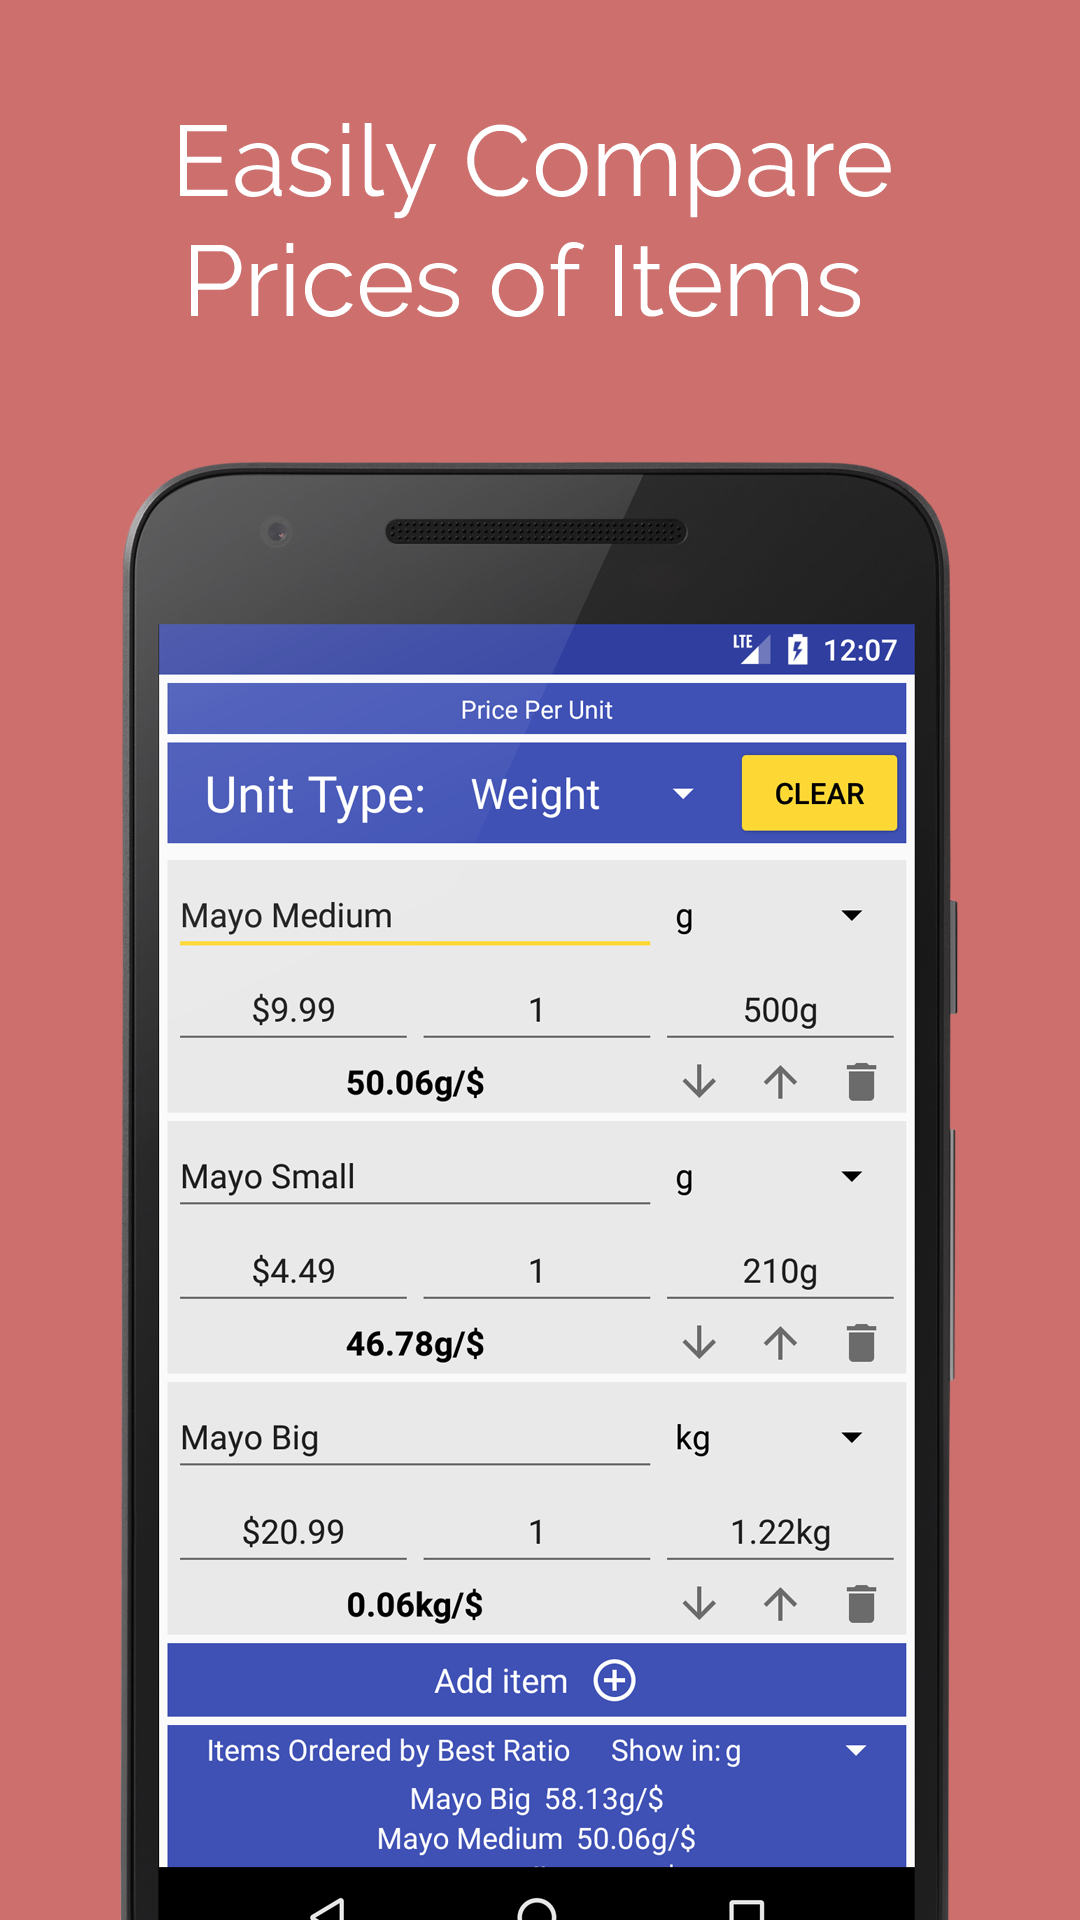 Easily Compare
Prices of Items
LTE 12:07
Price Per Unit
Unit Type: Weight CLEAR
Mayo Medium g
$9.99 1 500g
50.06g/$
Mayo Small g
$4.49 1 210g
46.78g/$
Mayo Big kg
$20.99 1 1.22kg
0.06kg/$
Add item
Items Ordered by Best Ratio Show in: g
Mayo Big 58.13g/$
Mayo Medium 50.06g/$